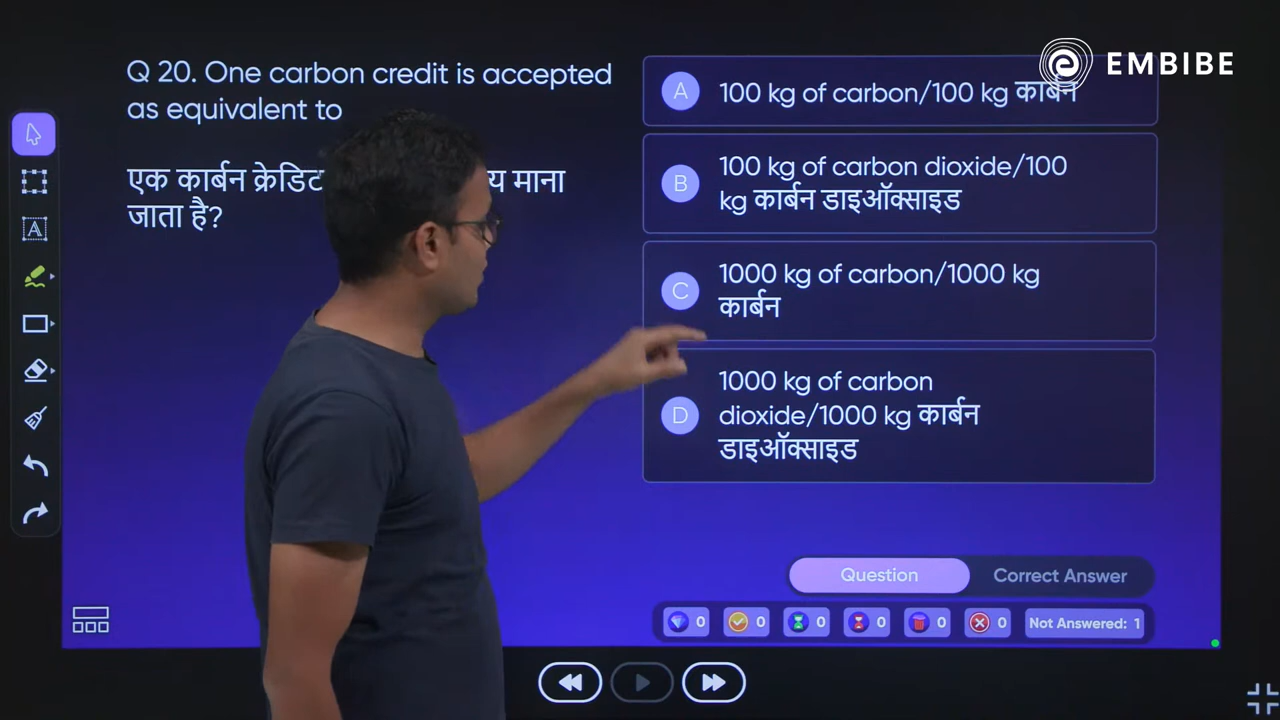 EMBIBE
Q 20. One carbon credit is accepted
as equivalent to
एक कार्बन क्रेडिट
माना
जाता है?
A 100 kg of carbon/100 kg कार्बन
B 100 kg of carbon dioxide/100
kg कार्बन डाइऑक्साइड
C 1000 kg of carbon/1000 kg
कार्बन
D 1000 kg of carbon
dioxide/1000 kg कार्बन
डाइऑक्साइड
Question
Correct Answer
0 0 0 0 0 0 Not Answered: 1
A